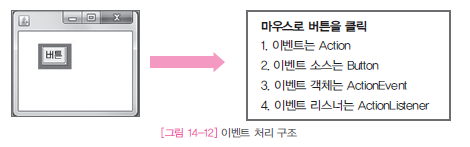 버튼
마우스로 버튼을 클릭
1. 이벤트는 Action
2. 이벤트 소스는 Button
3. 이벤트 객체는 ActionEvent
4. 이벤트 리스너는 ActionListener
[그림 14-12] 이벤트 처리 구조